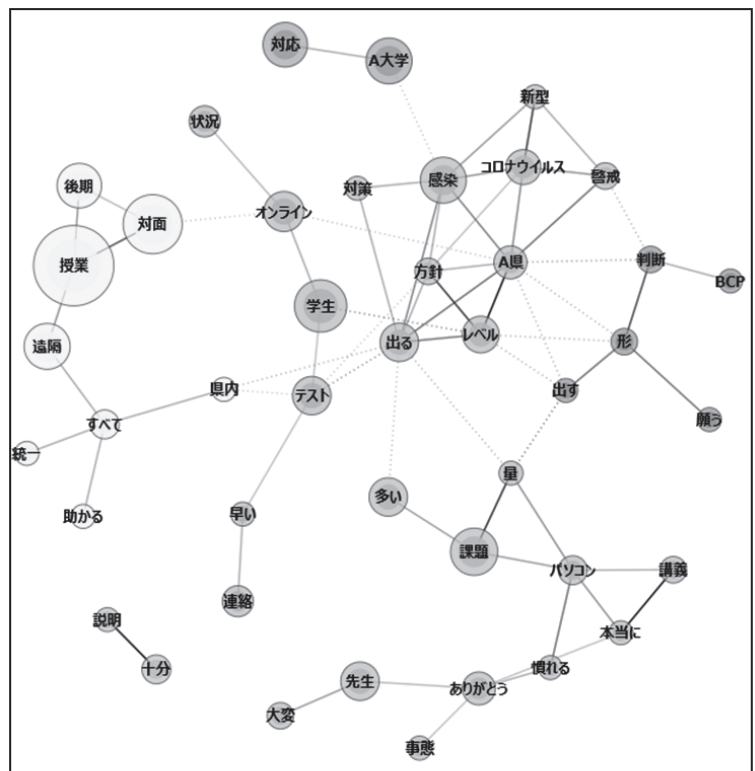 対応
A大学
新型
状況
コロナウイルス
警戒
感染
対策
後期
オンライン
対面
授業
方針
A県
判断
BCP
学生
出る
レベル
形
遠隔
県内
テスト
出す
すべて
願う
統一
量
多い
助かる
早い
課題
パソコン
講義
連絡
説明
本当に
十分
慣れる
先生
ありがとう
大変
事態